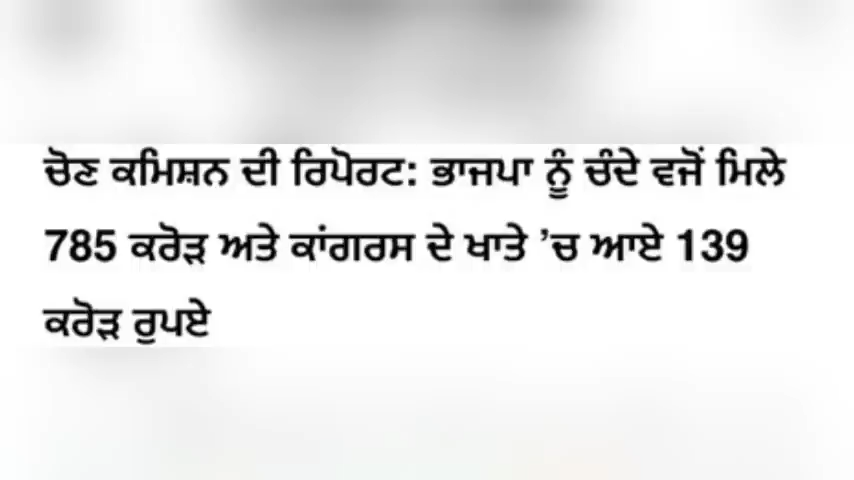 ਚੋਣ ਕਮਿਸ਼ਨ ਦੀ ਰਿਪੋਰਟ: ਭਾਜਪਾ ਨੂੰ ਚੰਦੇ ਵਜੋਂ ਮਿਲੇ
785 ਕਰੋੜ ਅਤੇ ਕਾਂਗਰਸ ਦੇ ਖਾਤੇ ’ਚ ਆਏ 139
ਕਰੋੜ ਰੁਪਏ